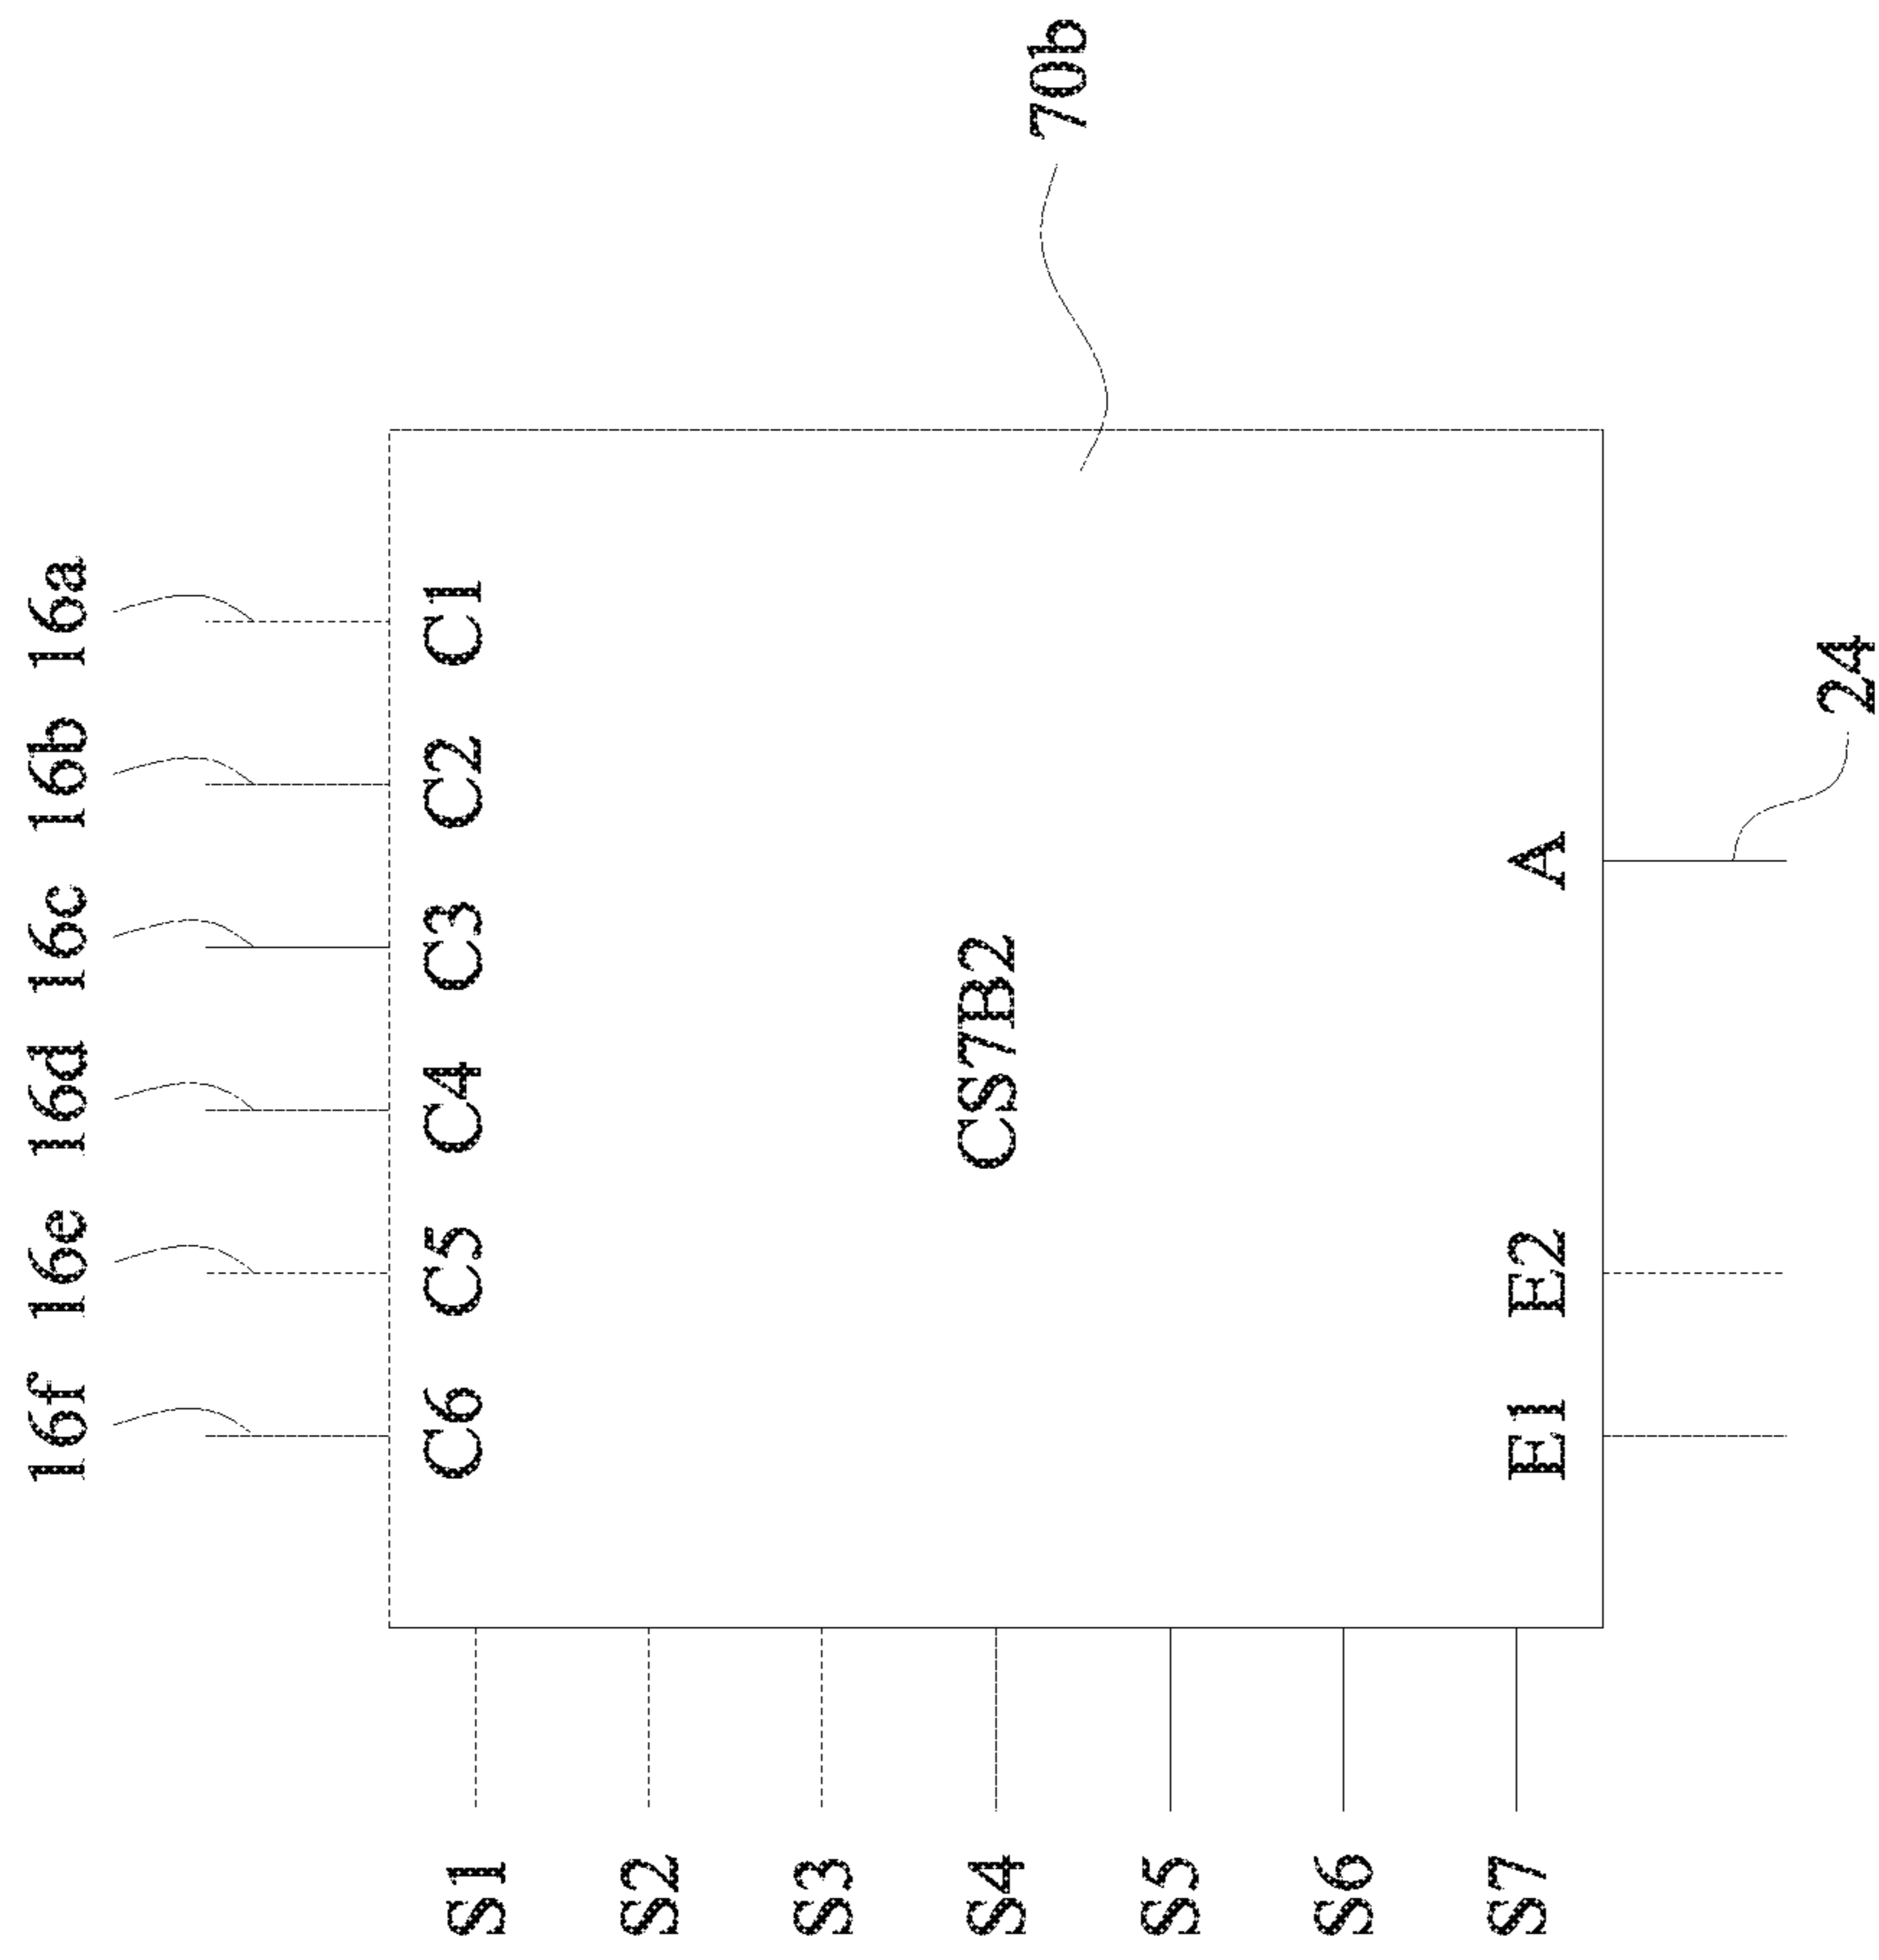 70b
16f 16e 16d 16c 16b 16a
C6 C5 C4 C3 C2 C1
CS7B2
E1 E2 A
24
S1
S2
S3
S4
S5
S6
S7